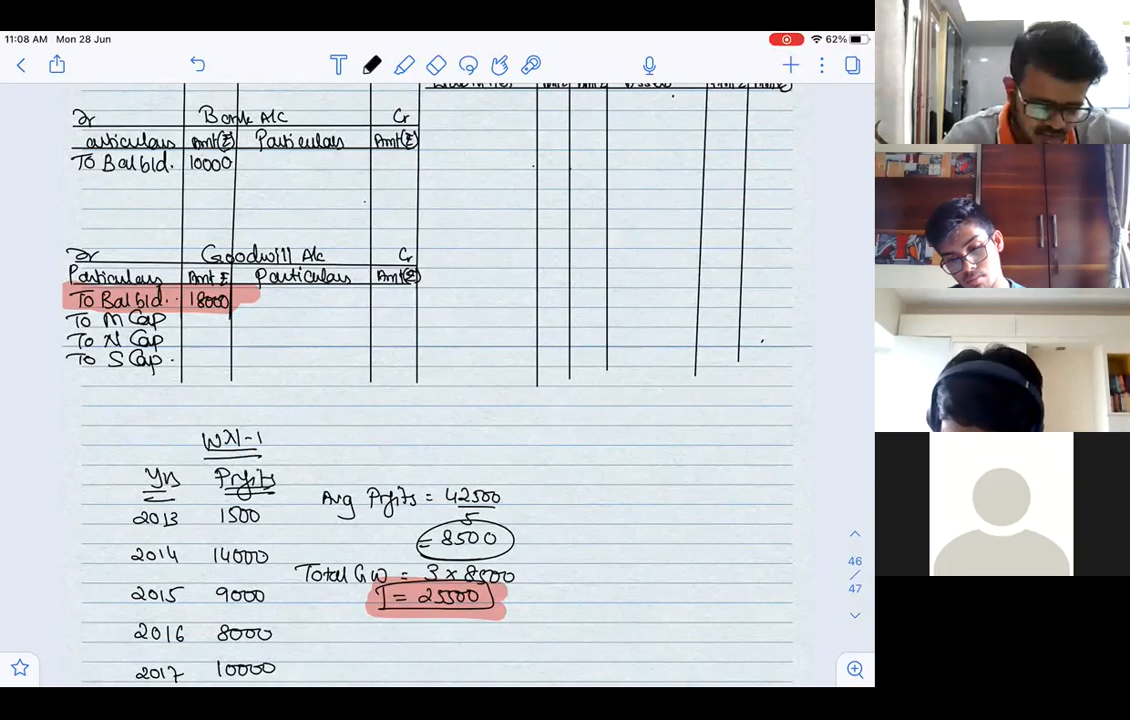 11:08 AM Mon 28 Jun
62%
Dr Bank A/c Cr
articulars Amt(₹) Particulars Amt(₹)
To Bal b/d. 10000
Dr Goodwill A/c Cr
Particulars Amt ₹ Particulars Amt(₹)
To Bal b/d. 18000
To M Cap
To N Cap
To S Cap.
WN-1
Yrs Profits
2013 1500
2014 14000
2015 9000
2016 8000
2017 10000
Avg Profits = 42500
5
= 8500
Total GW = 3 x 8500
= 25500
46
/
47